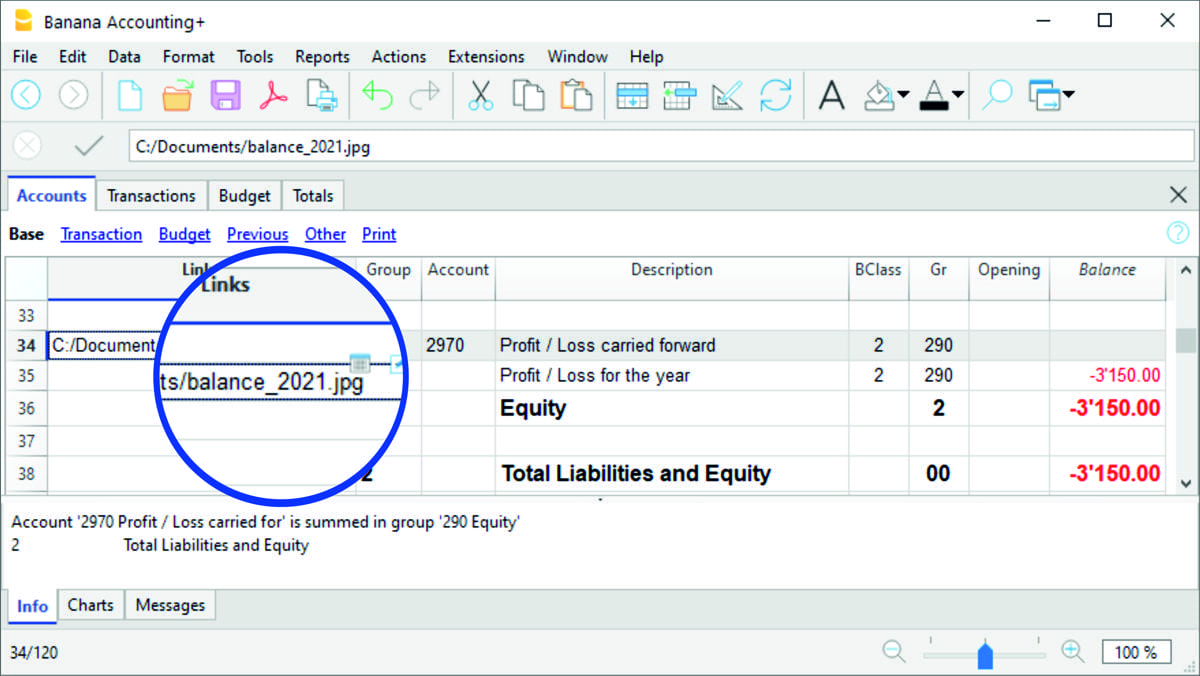 Banana Accounting+
File Edit Data Format Tools Reports Actions Extensions Window Help
C:/Documents/balance_2021.jpg
Accounts Transactions Budget Totals
Base Transaction Budget Previous Other Print
Links Group Account Description BClass Gr Opening Balance
33
34 C:/Documents/balance_2021.jpg 2970 Profit / Loss carried forward 2 290
35 Profit / Loss for the year 2 290 -3'150.00
36 Equity 2 -3'150.00
37
38 2 Total Liabilities and Equity 00 -3'150.00
Account '2970 Profit / Loss carried for' is summed in group '290 Equity'
2 Total Liabilities and Equity
Info Charts Messages
34/120 100 %